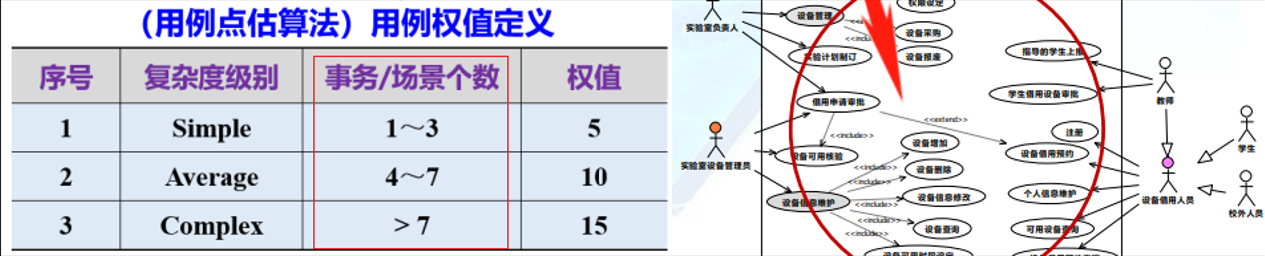 （用例点估算法）用例权值定义
序号 复杂度级别 事务/场景个数 权值
1 Simple 1～3 5
2 Average 4～7 10
3 Complex > 7 15
实验室负责人
设备管理
设备采购
实验计划制订
设备报废
指导的学生上报
教师
借用申请审批
学生借用设备审批
<<extend>>
<<include>>
注册
学生
实验室设备管理员
设备可用核验
设备增加
设备借用预约
<<include>>
设备删除
<<include>>
设备信息维护
<<include>>
设备信息修改
个人信息维护
设备借用人员
校外人员
<<include>>
设备查询
可用设备查询
<<include>>